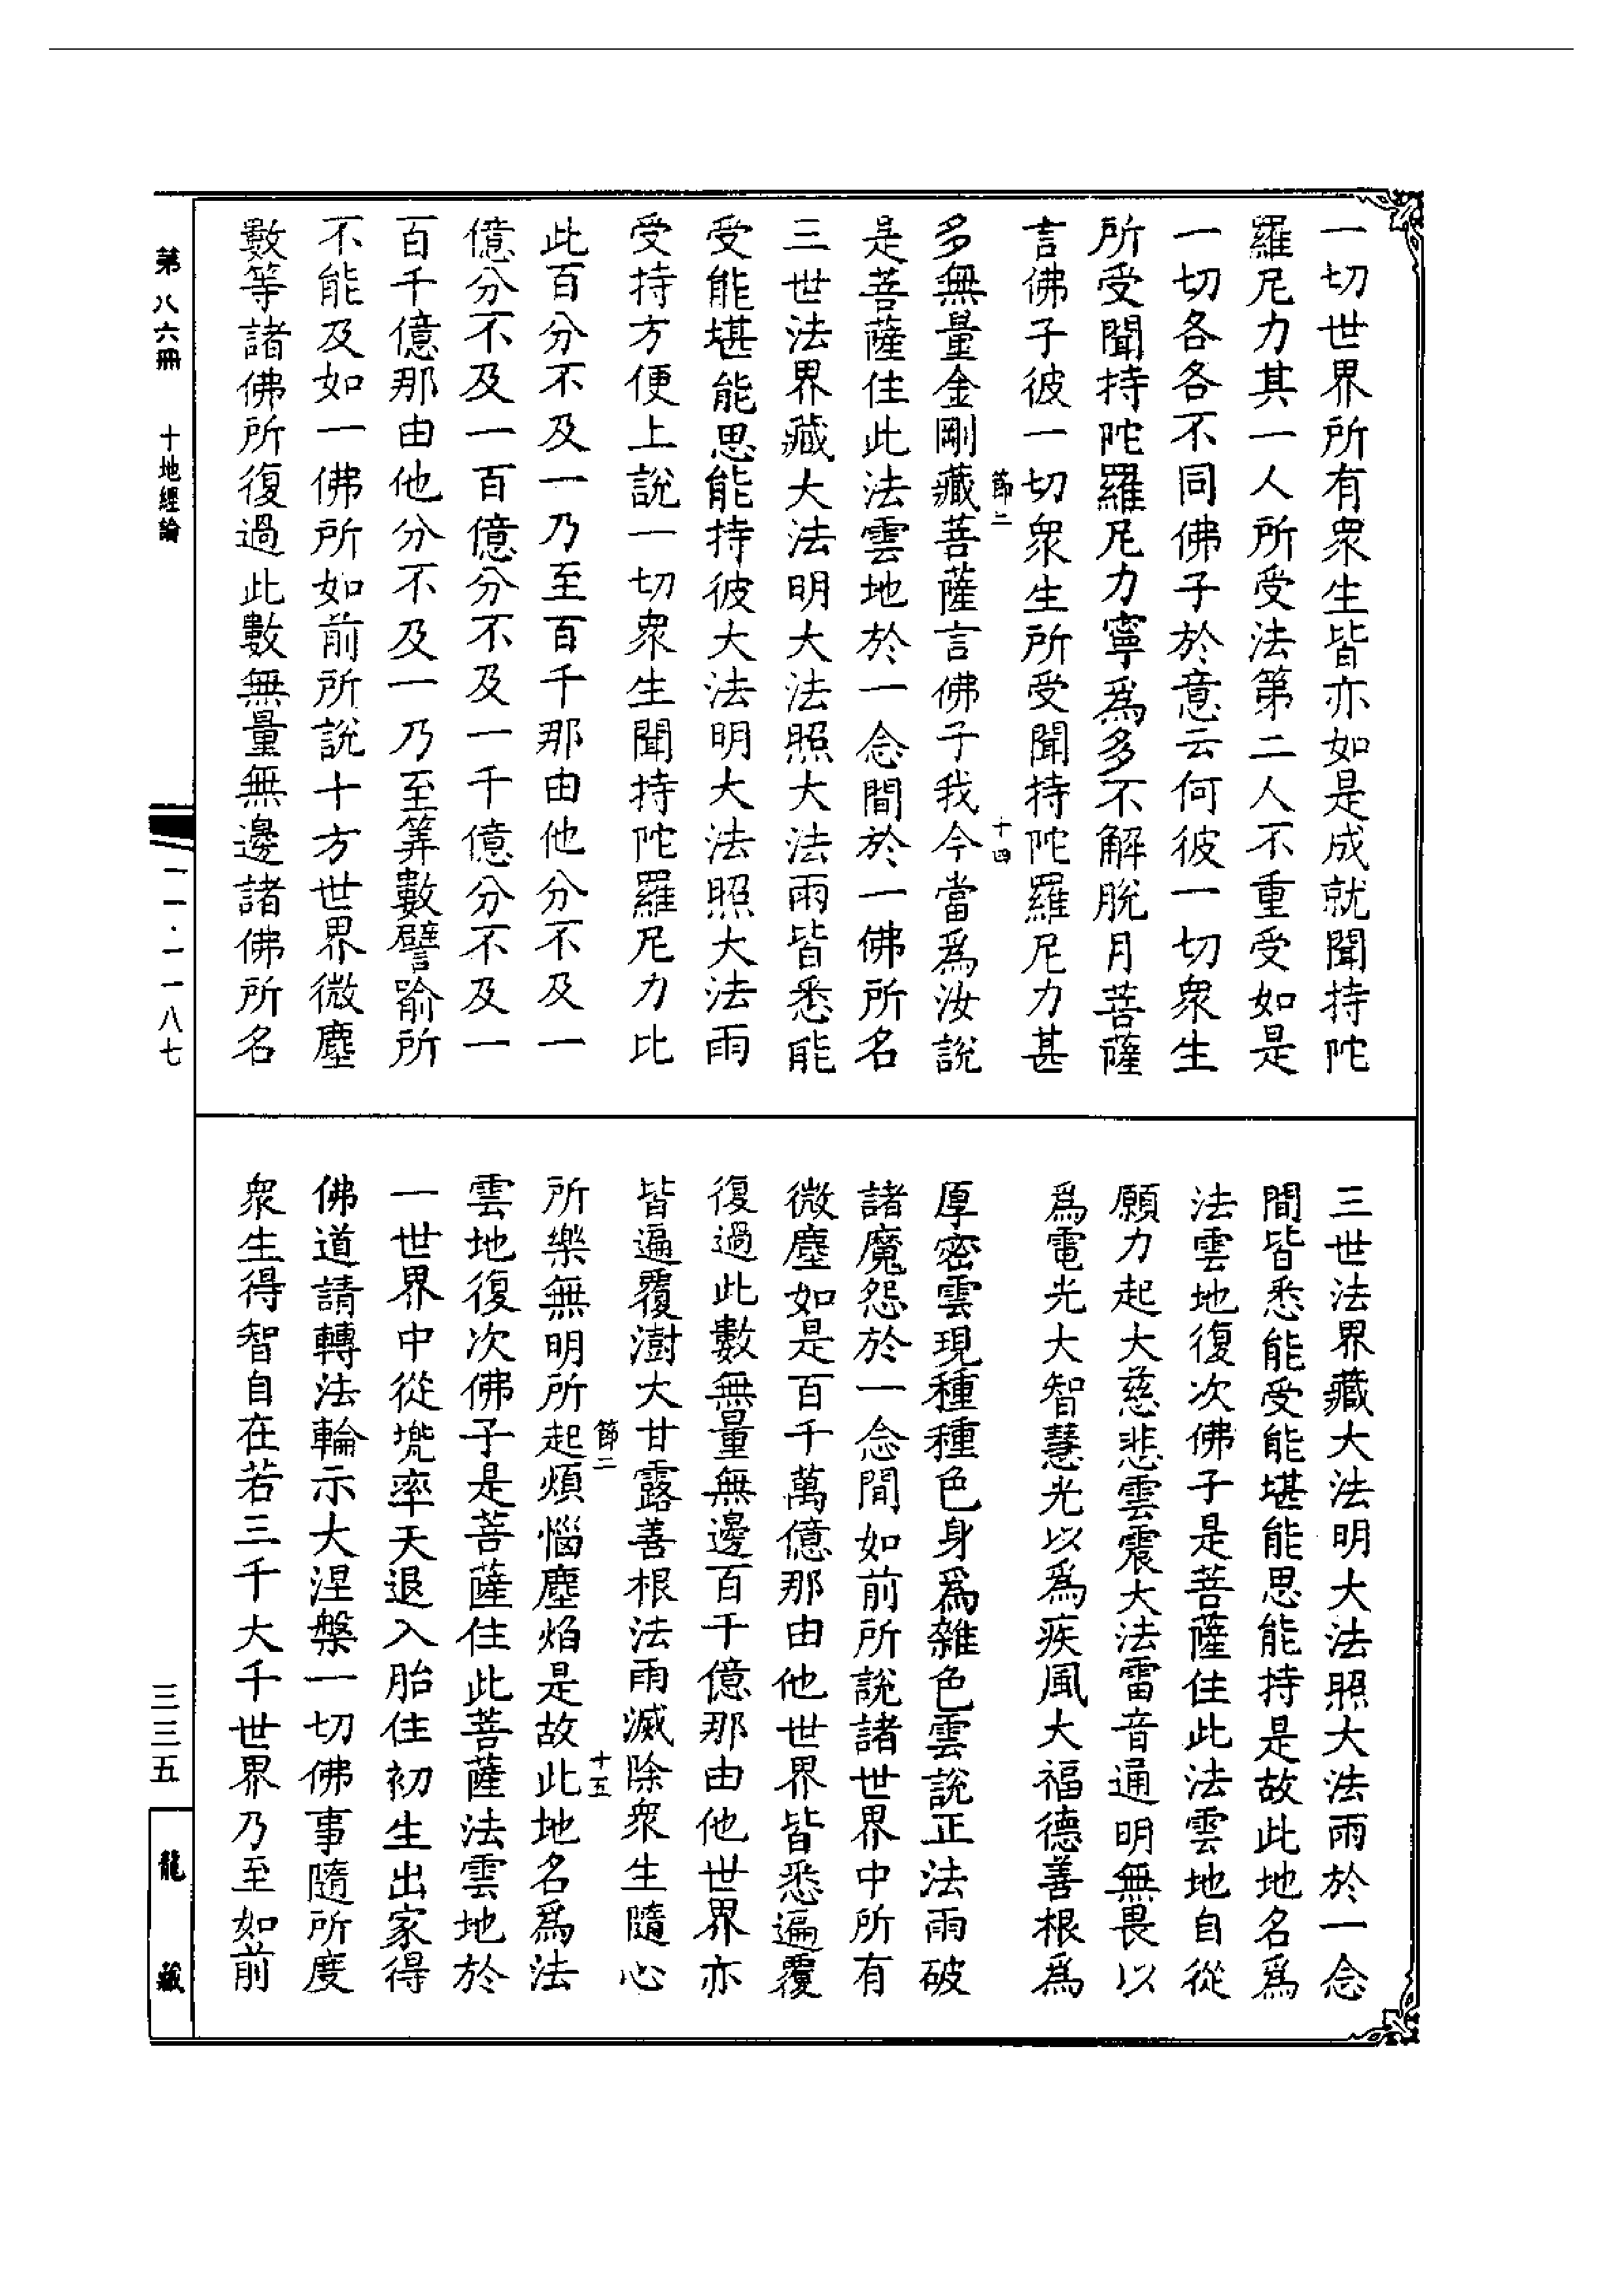 一切世界所有衆生皆亦如是成就聞持陀
羅尼力其一人所受法第二人不重受如是
一切各各不同佛子於意云何彼一切衆生
所受聞持陀羅尼力寧爲多不解脱月菩薩
言佛子彼一切衆生所受聞持陀羅尼力甚
節二
十四
多無量金剛藏菩薩言佛子我今當爲汝說
是菩薩住此法雲地於一念間於一佛所名
三世法界藏大法明大法照大法雨皆悉能
受能堪能思能持彼大法明大法照大法雨
受持方便上說一切衆生聞持陀羅尼力比
此百分不及一乃至百千那由他分不及一
億分不及一百億分不及一千億分不及一
百千億那由他分不及一乃至筭數譬喻所
不能及如一佛所如前所說十方世界微塵
數等諸佛所復過此數無量無邊諸佛所名
三世法界藏大法明大法照大法雨於一念
間皆悉能受能堪能思能持是故此地名爲
法雲地復次佛子是菩薩住此法雲地自從
願力起大慈悲雲震大法雷音通明無畏以
爲電光大智慧光以爲疾風大福德善根爲
厚密雲現種種色身爲雜色雲說正法雨破
諸魔怨於一念間如前所說諸世界中所有
微塵如是百千萬億那由他世界皆悉遍覆
復過此數無量無邊百千億那由他世界亦
皆遍覆澍大甘露善根法雨滅除衆生隨心
節二
十五
所樂無明所起煩惱塵焰是故此地名爲法
雲地復次佛子是菩薩住此菩薩法雲地於
一世界中從兠率天退入胎住初生出家得
佛道請轉法輪示大涅槃一切佛事隨所度
衆生得智自在若三千大千世界乃至如前
第八六冊
十地經論
一一·一一八七
三三五
龍藏